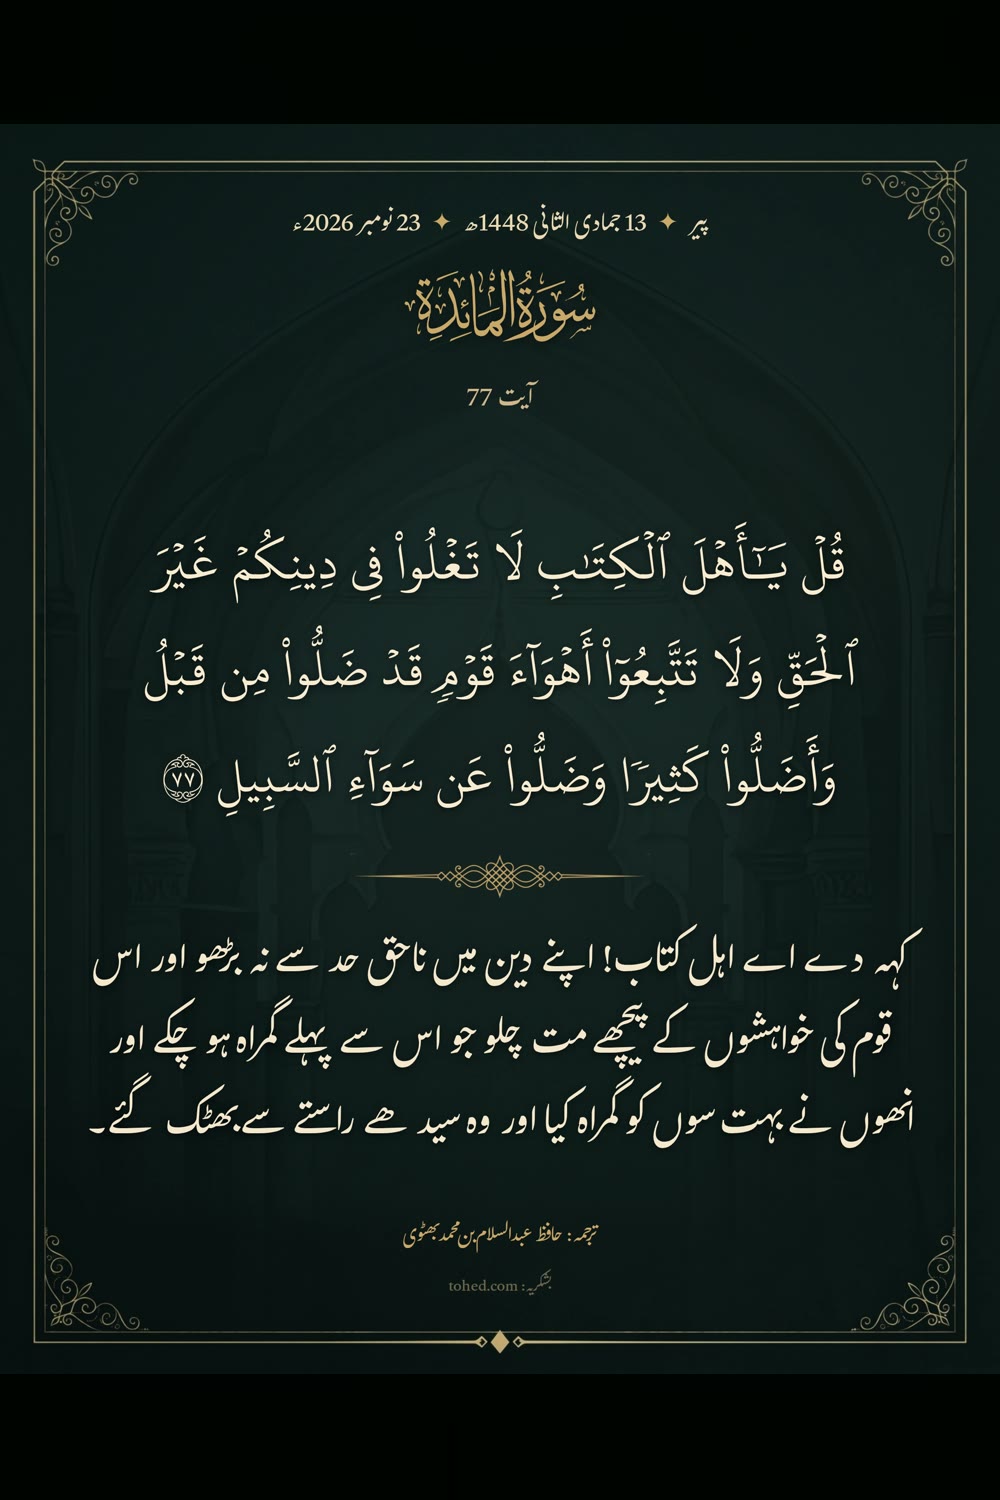 پیر ✦ 13 جمادی الثانی 1448ھ ✦ 23 نومبر 2026ء
سُورَةُ الْمَائِدَة
آیت 77
قُلْ يَـٰٓأَهْلَ ٱلْكِتَـٰبِ لَا تَغْلُوا۟ فِى دِينِكُمْ غَيْرَ
ٱلْحَقِّ وَلَا تَتَّبِعُوٓا۟ أَهْوَآءَ قَوْمٍ قَدْ ضَلُّوا۟ مِن قَبْلُ
وَأَضَلُّوا۟ كَثِيرًا وَضَلُّوا۟ عَن سَوَآءِ ٱلسَّبِيلِ ٧٧
کہہ دے اے اہل کتاب! اپنے دین میں ناحق حد سے نہ بڑھو اور اس
قوم کی خواہشوں کے پیچھے مت چلو جو اس سے پہلے گمراہ ہو چکے اور
انھوں نے بہت سوں کو گمراہ کیا اور وہ سید ھے راستے سے بھٹک گئے۔
ترجمہ: حافظ عبدالسلام بن محمد بھٹوی
بشکریہ: tohed.com